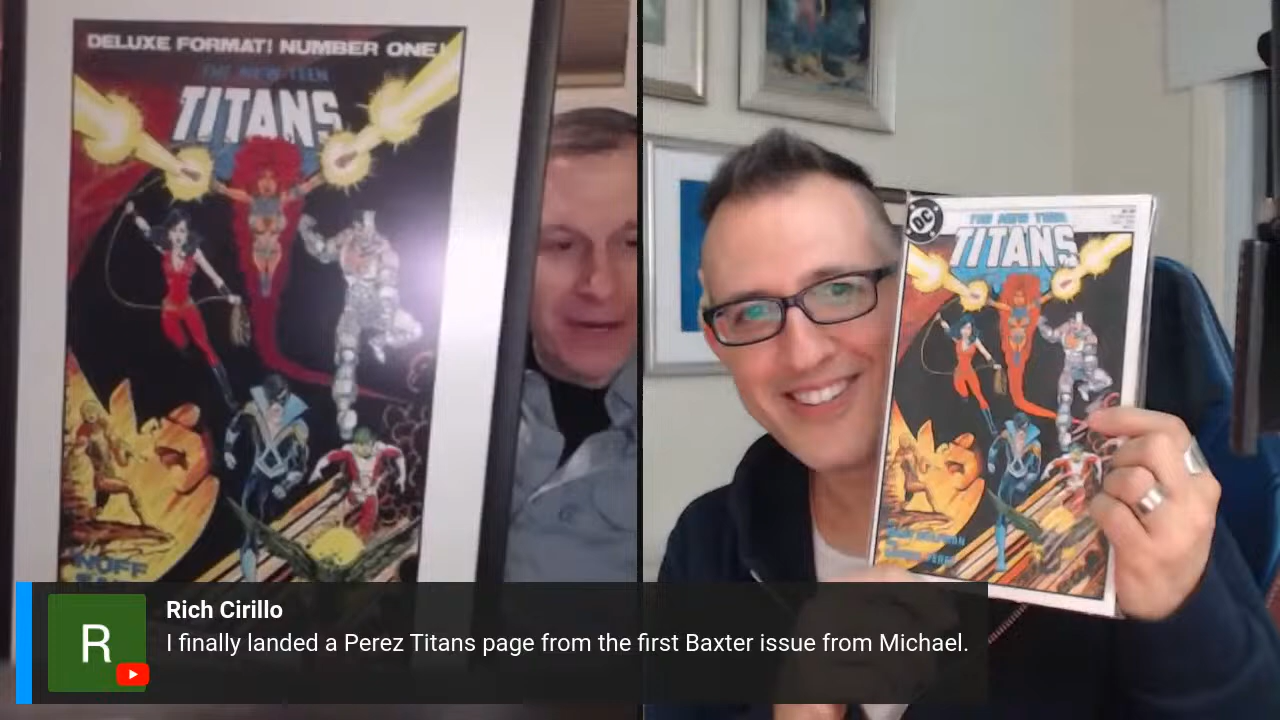 DELUXE FORMAT! NUMBER ONE!
THE NEW TEEN
TITANS
NUFF
DC
THE NEW TEEN
TITANS
R
Rich Cirillo
I finally landed a Perez Titans page from the first Baxter issue from Michael.